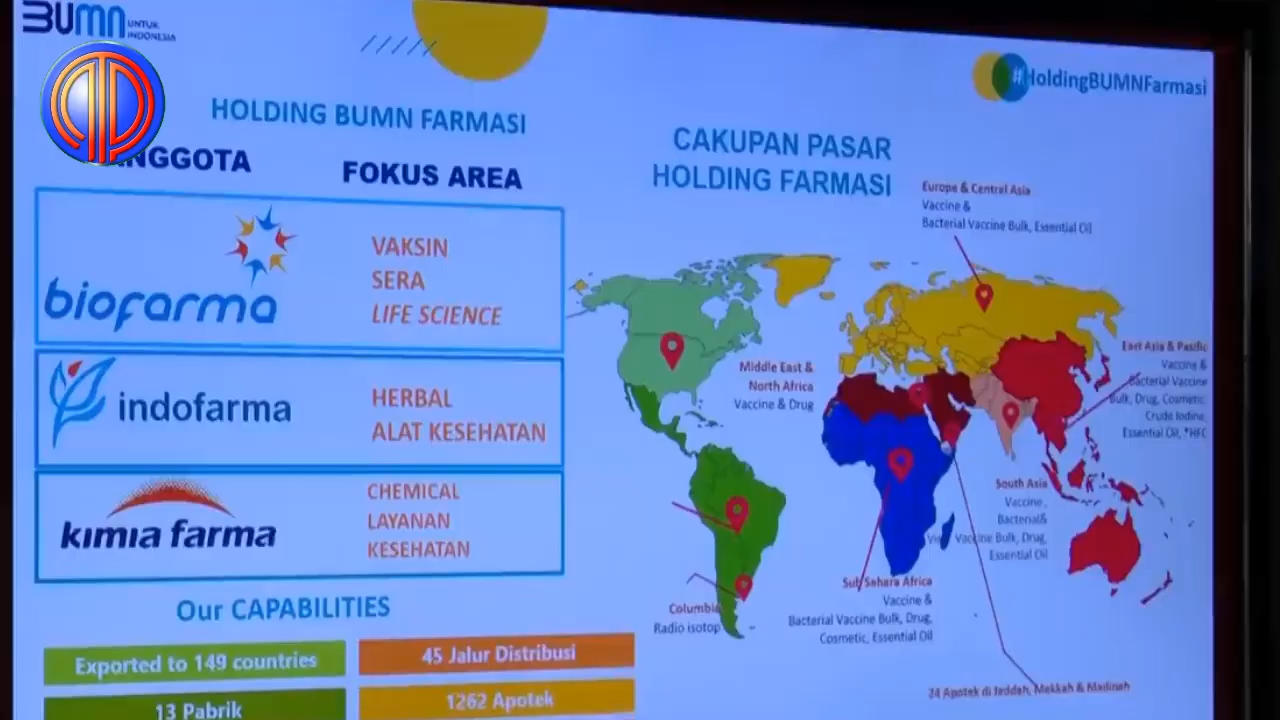 BUMN
UNTUK
INDONESIA
#HoldingBUMNFarmasi
HOLDING BUMN FARMASI
ANGGOTA
FOKUS AREA
biofarma
VAKSIN
SERA
LIFE SCIENCE
indofarma
HERBAL
ALAT KESEHATAN
kimia farma
CHEMICAL
LAYANAN
KESEHATAN
Our CAPABILITIES
Exported to 149 countries
45 Jalur Distribusi
13 Pabrik
1262 Apotek
CAKUPAN PASAR
HOLDING FARMASI
Europe & Central Asia
Vaccine &
Bacterial Vaccine Bulk, Essential Oil
Middle East &
North Africa
Vaccine & Drug
East Asia & Pasific
Vaccine &
Bacterial Vaccine
Bulk, Drug, Cosmetic,
Crude Iodine,
Essential Oil, *HFC
South Asia
Vaccine,
Bacterial&
Vaccine Bulk, Drug,
Essential Oil
Sub Sahara Africa
Vaccine &
Bacterial Vaccine Bulk, Drug,
Cosmetic, Essential Oil
Columbia
Radio isotop
24 Apotek di Jeddah, Mekkah & Madinah